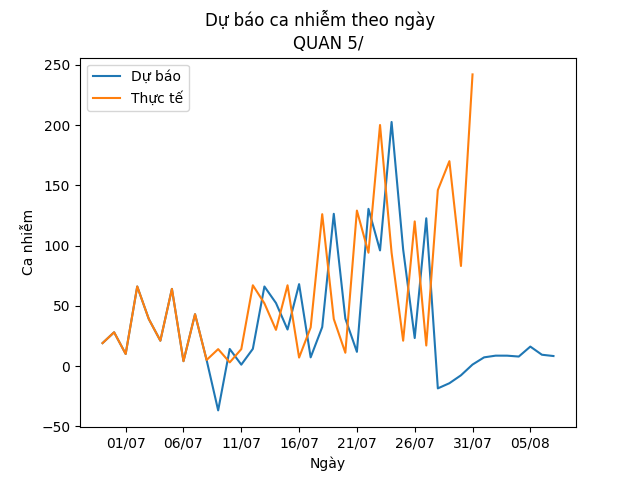 Dự báo ca nhiễm theo ngày
QUAN 5/
Dự báo
Thực tế
Ca nhiễm
250
200
150
100
50
0
−50
01/07 06/07 11/07 16/07 21/07 26/07 31/07 05/08
Ngày